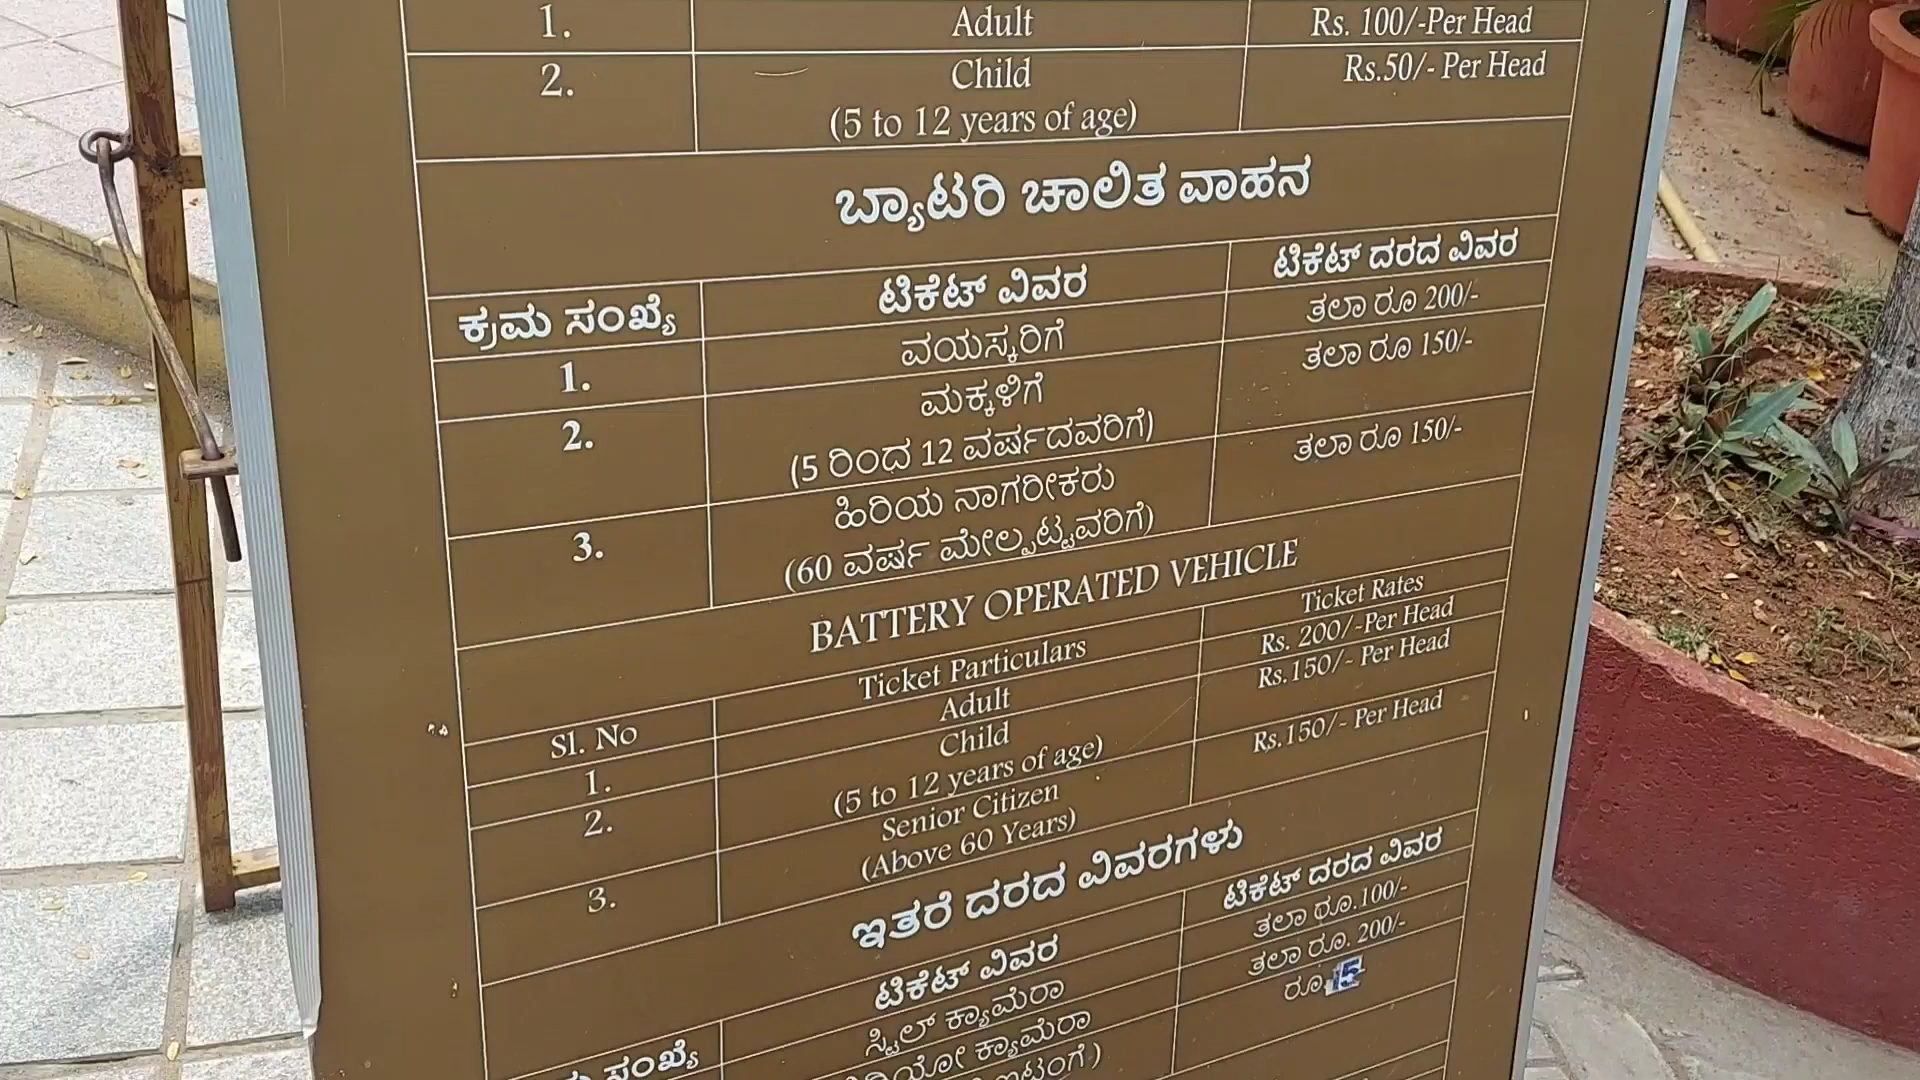 1. Adult Rs. 100/-Per Head
2. Child Rs.50/- Per Head
(5 to 12 years of age)
ಬ್ಯಾಟರಿ ಚಾಲಿತ ವಾಹನ
ಕ್ರಮ ಸಂಖ್ಯೆ ಟಿಕೆಟ್ ವಿವರ ಟಿಕೆಟ್ ದರದ ವಿವರ
1. ವಯಸ್ಕರಿಗೆ ತಲಾ ರೂ 200/-
2. ಮಕ್ಕಳಿಗೆ ತಲಾ ರೂ 150/-
(5 ರಿಂದ 12 ವರ್ಷದವರಿಗೆ)
3. ಹಿರಿಯ ನಾಗರೀಕರು ತಲಾ ರೂ 150/-
(60 ವರ್ಷ ಮೇಲ್ಪಟ್ಟವರಿಗೆ)
BATTERY OPERATED VEHICLE
Sl. No Ticket Particulars Ticket Rates
1. Adult Rs. 200/-Per Head
2. Child Rs.150/- Per Head
(5 to 12 years of age)
3. Senior Citizen Rs.150/- Per Head
(Above 60 Years)
ಇತರೆ ದರದ ವಿವರಗಳು
ಸಂಖ್ಯೆ ಟಿಕೆಟ್ ವಿವರ ಟಿಕೆಟ್ ದರದ ವಿವರ
ಸ್ಟಿಲ್ ಕ್ಯಾಮೆರಾ ತಲಾ ರೂ.100/-
ಕ್ಯಾಮೆರಾ ತಲಾ ರೂ. 200/-
ರೂ 15